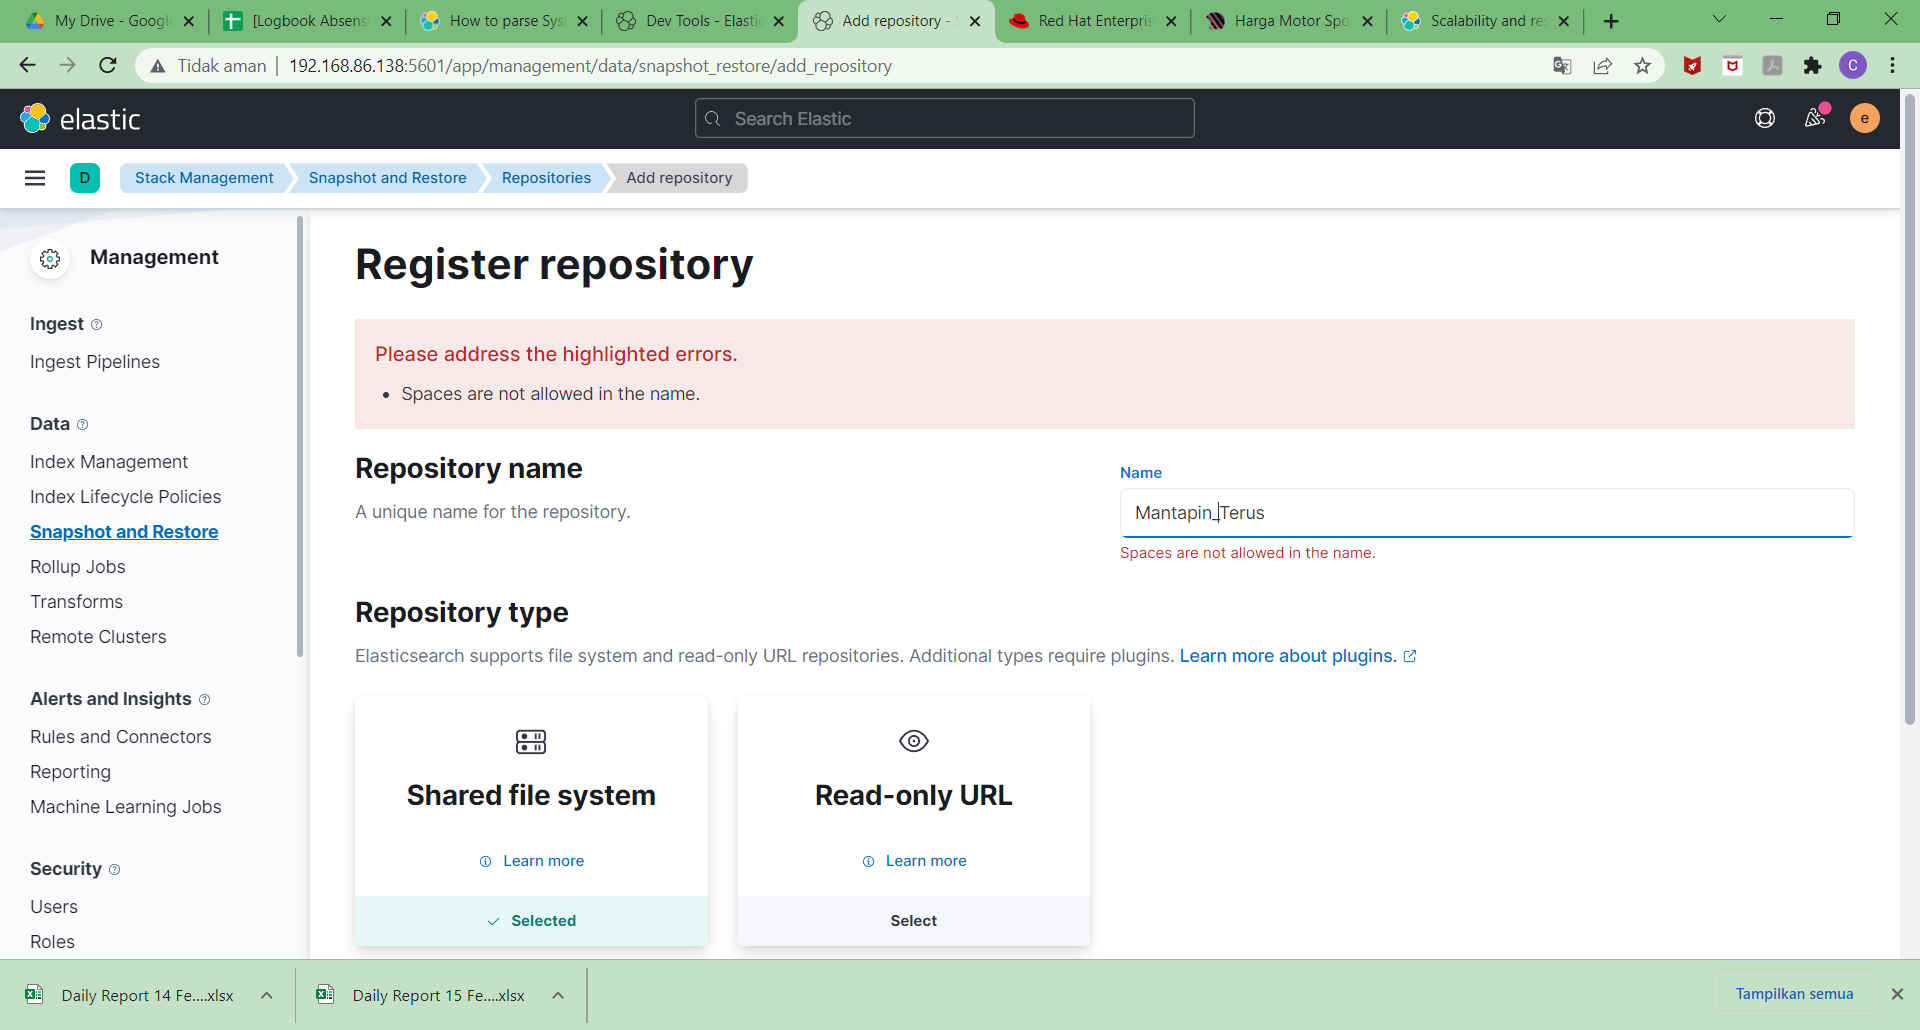 My Drive - Google
[Logbook Absensi
How to parse Sys
Dev Tools - Elastic
Add repository -
Red Hat Enterpris
Harga Motor Spo
Scalability and re
Tidak aman
192.168.86.138:5601/app/management/data/snapshot_restore/add_repository
C
elastic
Search Elastic
e
D
Stack Management
Snapshot and Restore
Repositories
Add repository
Management
Ingest
Ingest Pipelines
Data
Index Management
Index Lifecycle Policies
Snapshot and Restore
Rollup Jobs
Transforms
Remote Clusters
Alerts and Insights
Rules and Connectors
Reporting
Machine Learning Jobs
Security
Users
Roles
Register repository
Please address the highlighted errors.
• Spaces are not allowed in the name.
Repository name
A unique name for the repository.
Name
Mantapin_Terus
Spaces are not allowed in the name.
Repository type
Elasticsearch supports file system and read-only URL repositories. Additional types require plugins. Learn more about plugins.
Shared file system
Learn more
Selected
Read-only URL
Learn more
Select
Daily Report 14 Fe....xlsx
Daily Report 15 Fe....xlsx
Tampilkan semua